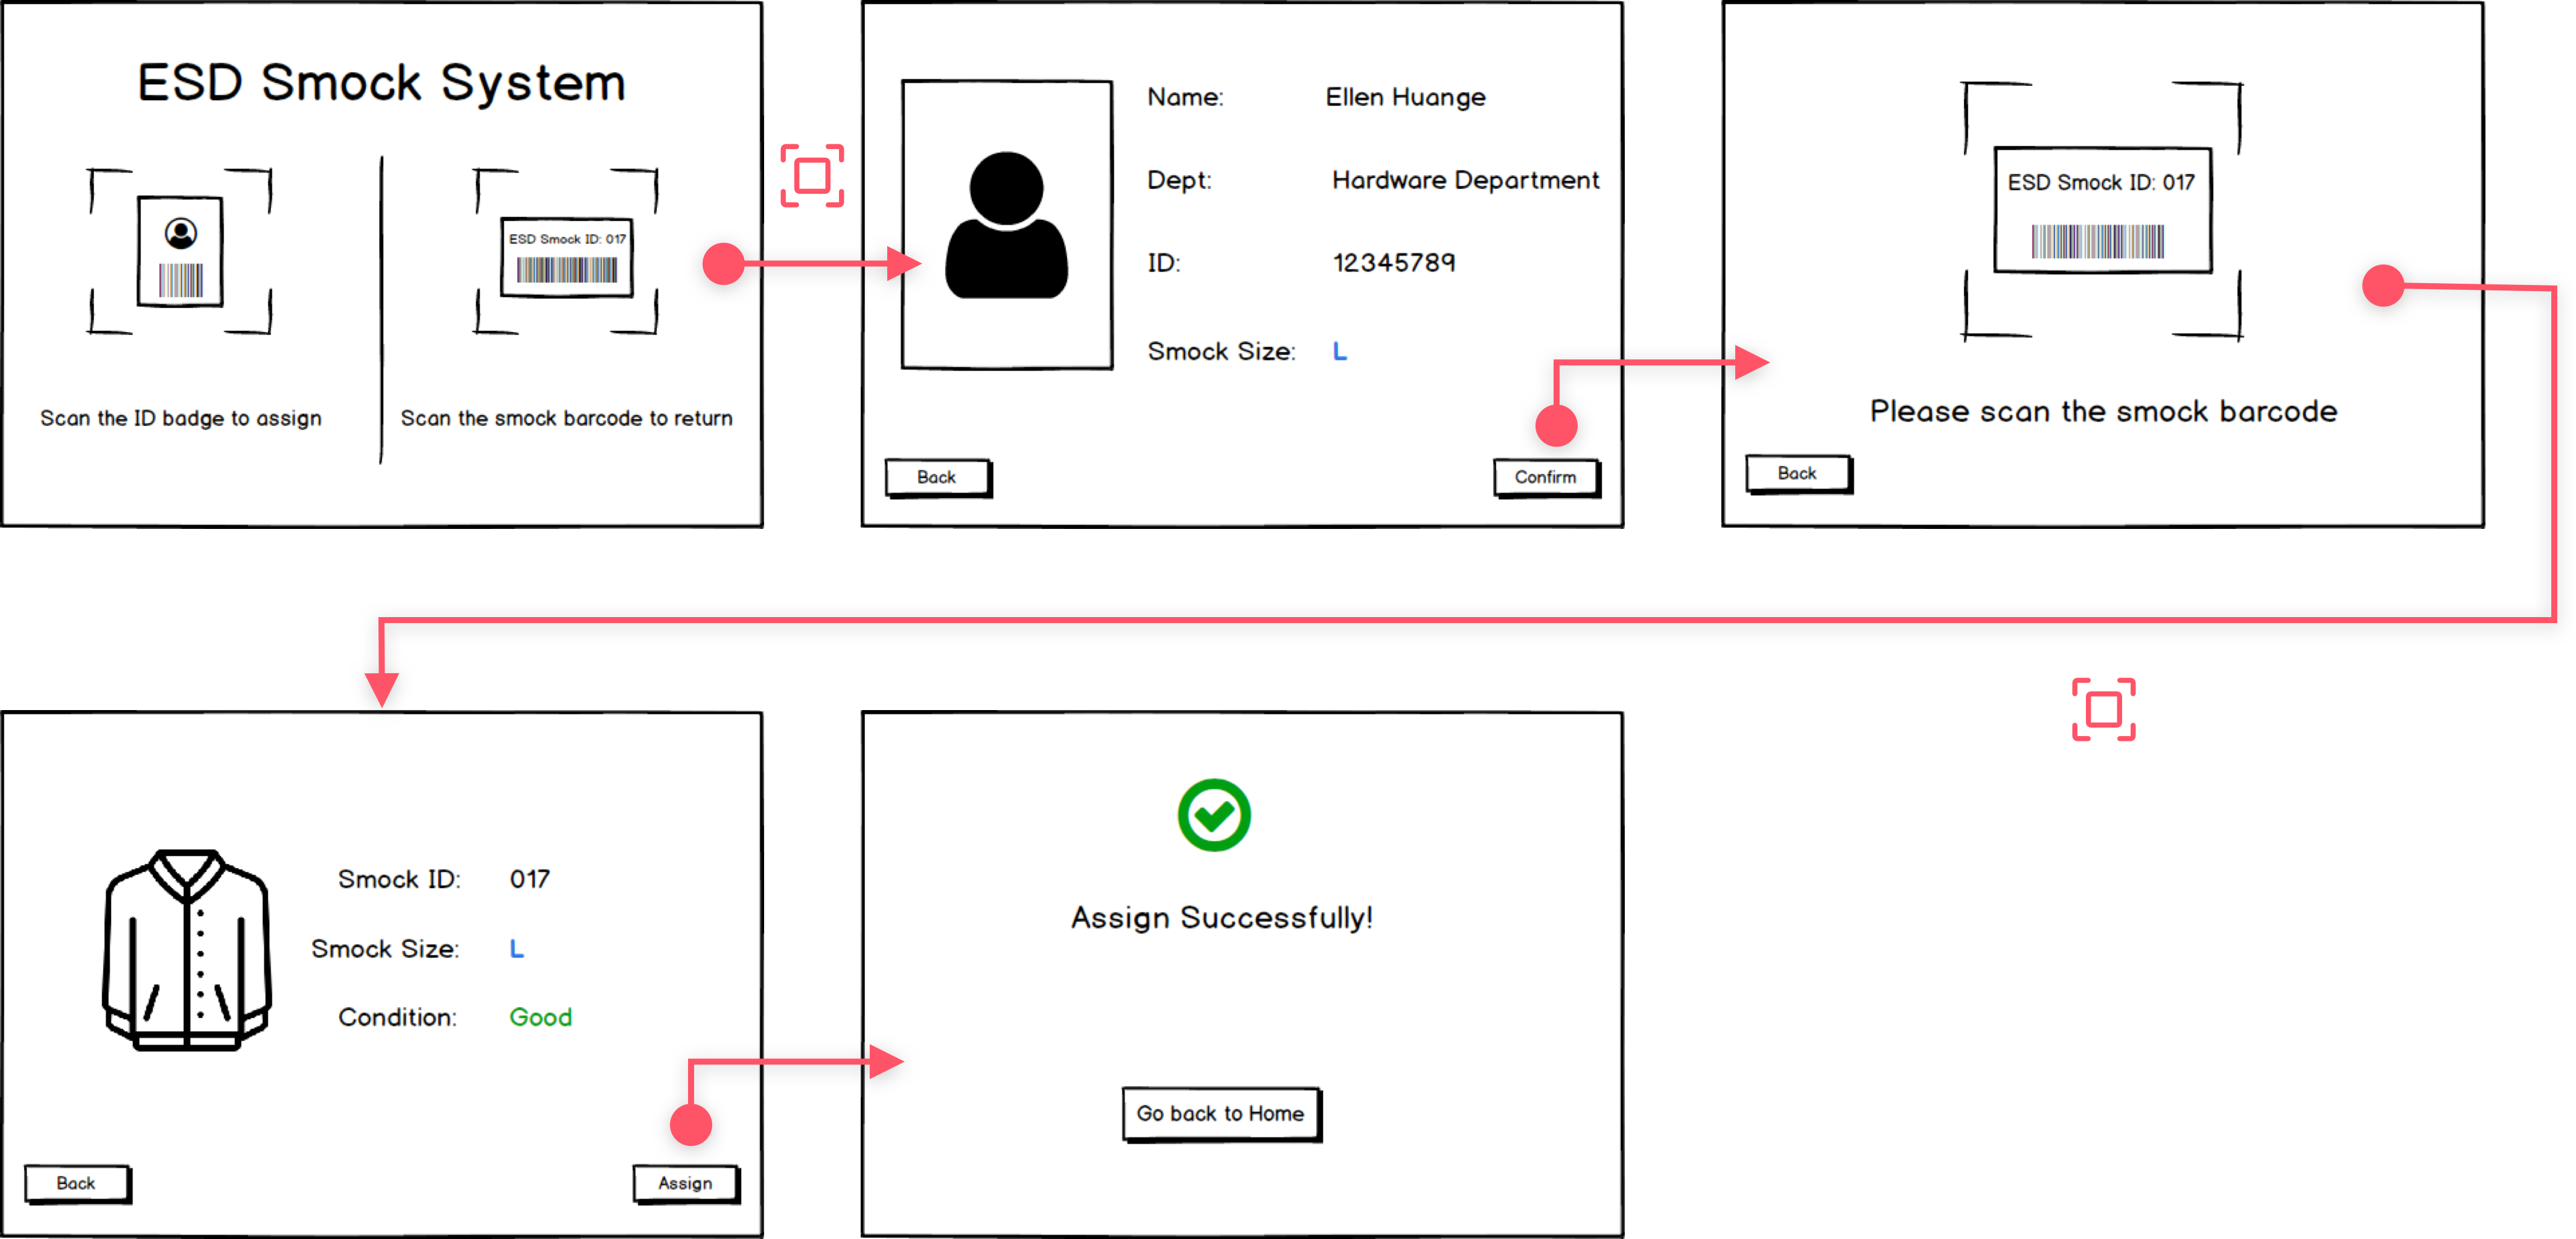 ESD Smock System
ESD Smock ID: 017
Scan the ID badge to assign
Scan the smock barcode to return
Name: Ellen Huange
Dept: Hardware Department
ID: 12345789
Smock Size: L
Back
Confirm
ESD Smock ID: 017
Please scan the smock barcode
Back
Smock ID: 017
Smock Size: L
Condition: Good
Back
Assign
Assign Successfully!
Go back to Home